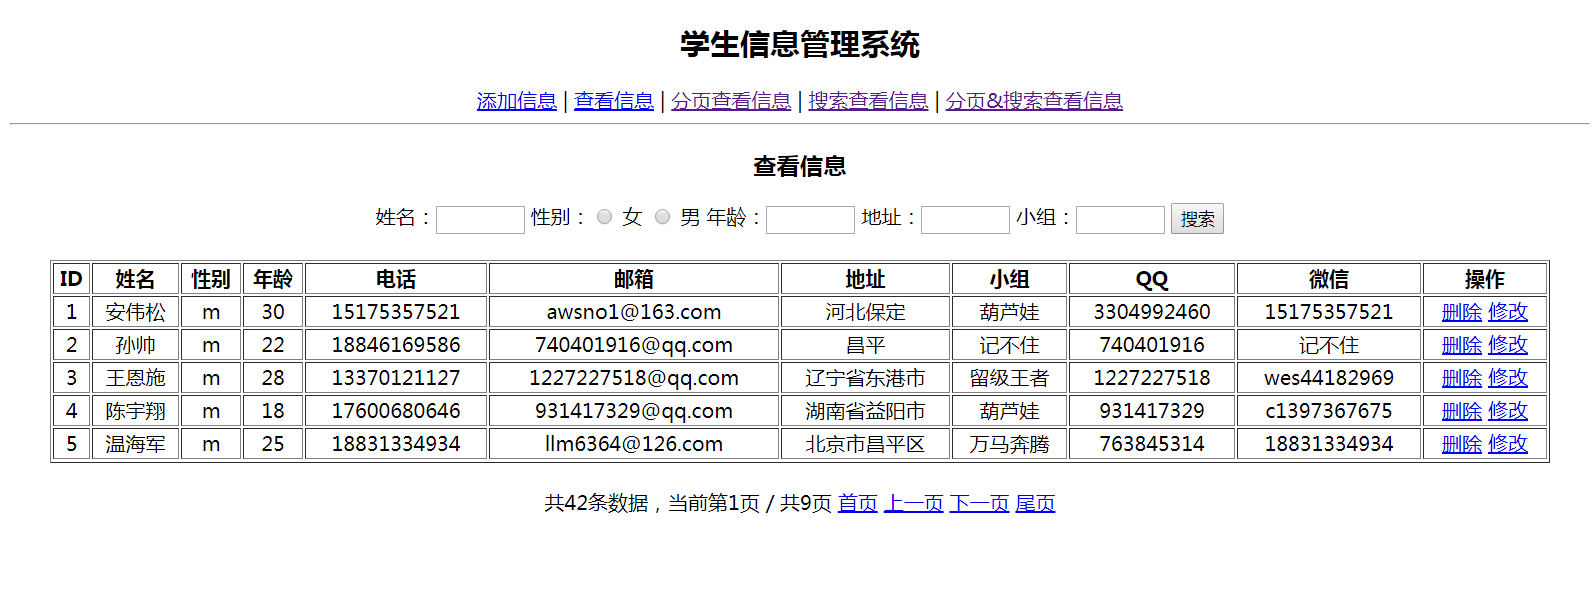 学生信息管理系统
添加信息 | 查看信息 | 分页查看信息 | 搜索查看信息 | 分页&搜索查看信息
查看信息
姓名： 性别： 女 男 年龄： 地址： 小组： 搜索
ID 姓名 性别 年龄 电话 邮箱 地址 小组 QQ 微信 操作
1 安伟松 m 30 15175357521 awsno1@163.com 河北保定 葫芦娃 3304992460 15175357521 删除 修改
2 孙帅 m 22 18846169586 740401916@qq.com 昌平 记不住 740401916 记不住 删除 修改
3 王恩施 m 28 13370121127 1227227518@qq.com 辽宁省东港市 留级王者 1227227518 wes44182969 删除 修改
4 陈宇翔 m 18 17600680646 931417329@qq.com 湖南省益阳市 葫芦娃 931417329 c1397367675 删除 修改
5 温海军 m 25 18831334934 llm6364@126.com 北京市昌平区 万马奔腾 763845314 18831334934 删除 修改
共42条数据，当前第1页 / 共9页 首页 上一页 下一页 尾页